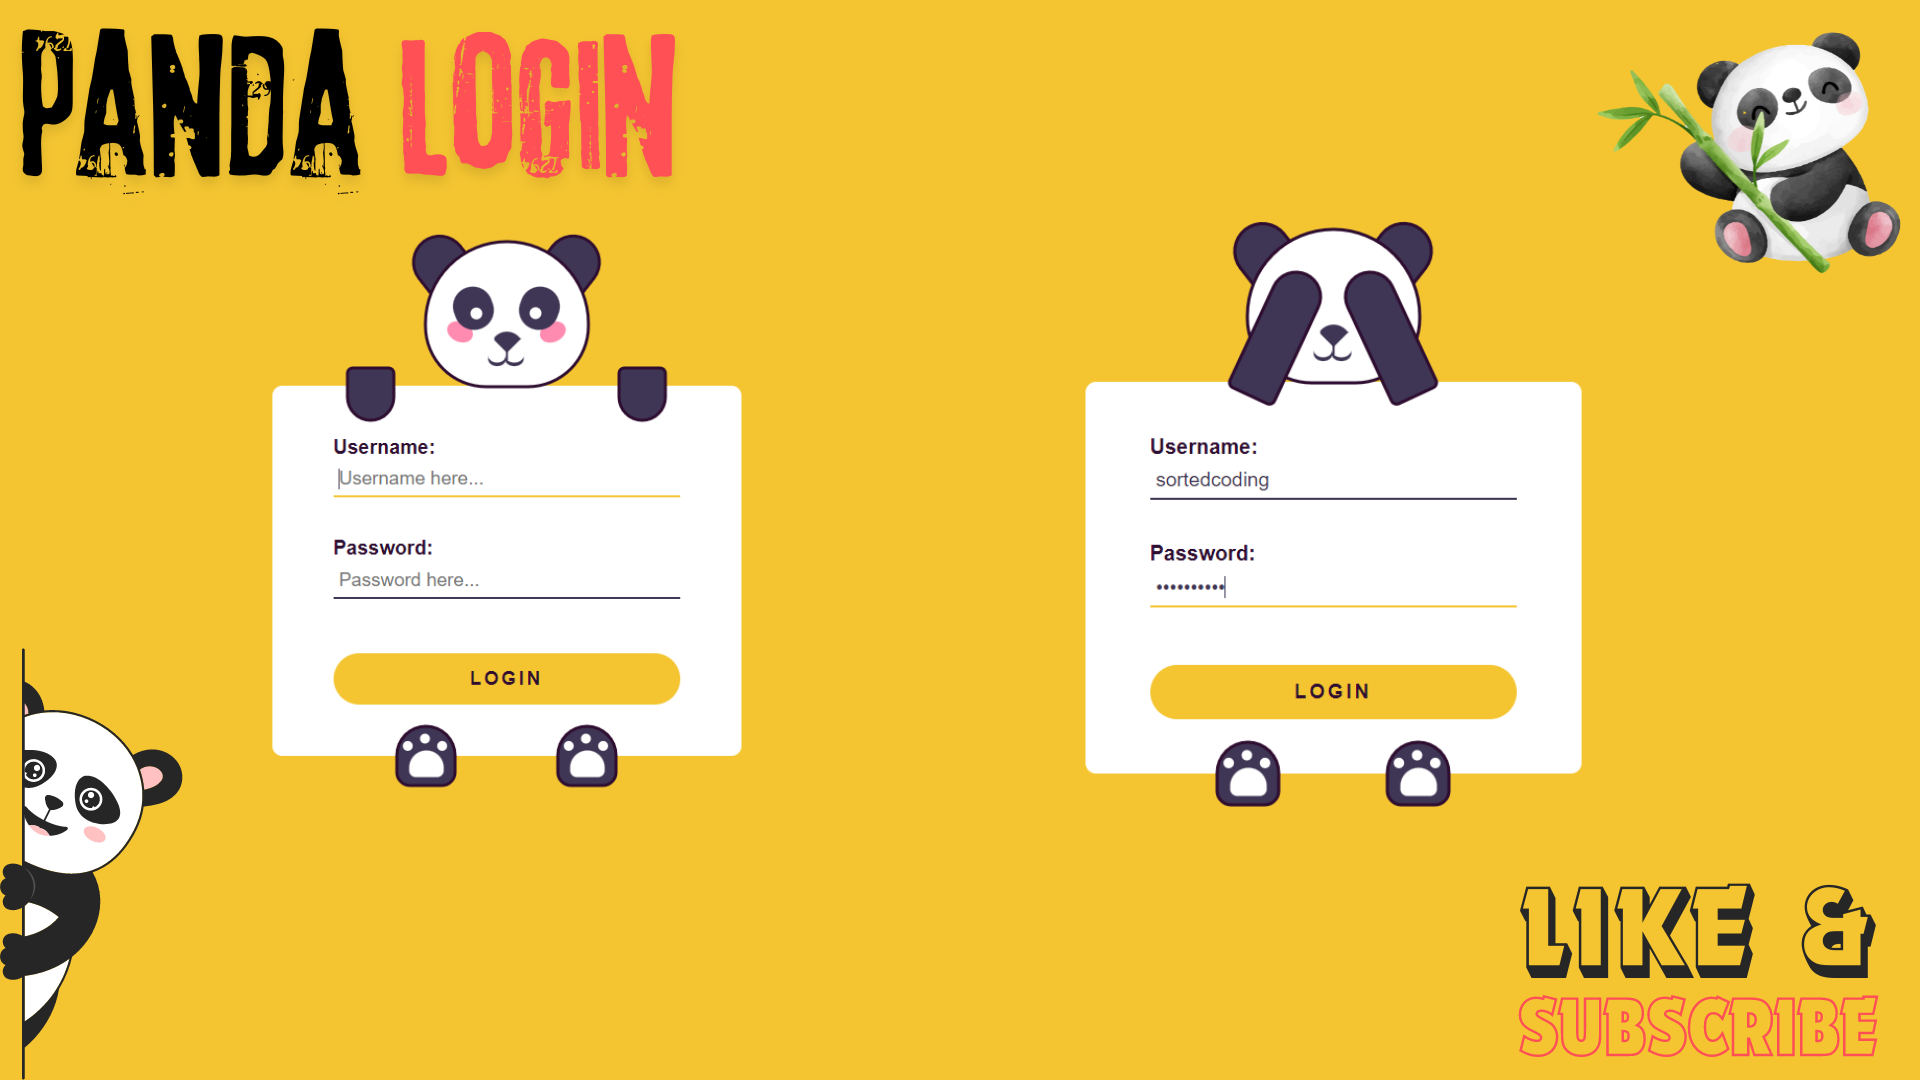 PANDA LOGIN
Username:
Username here...
Password:
Password here...
LOGIN
Username:
sortedcoding
Password:
••••••••••
LOGIN
LIKE &
SUBSCRIBE